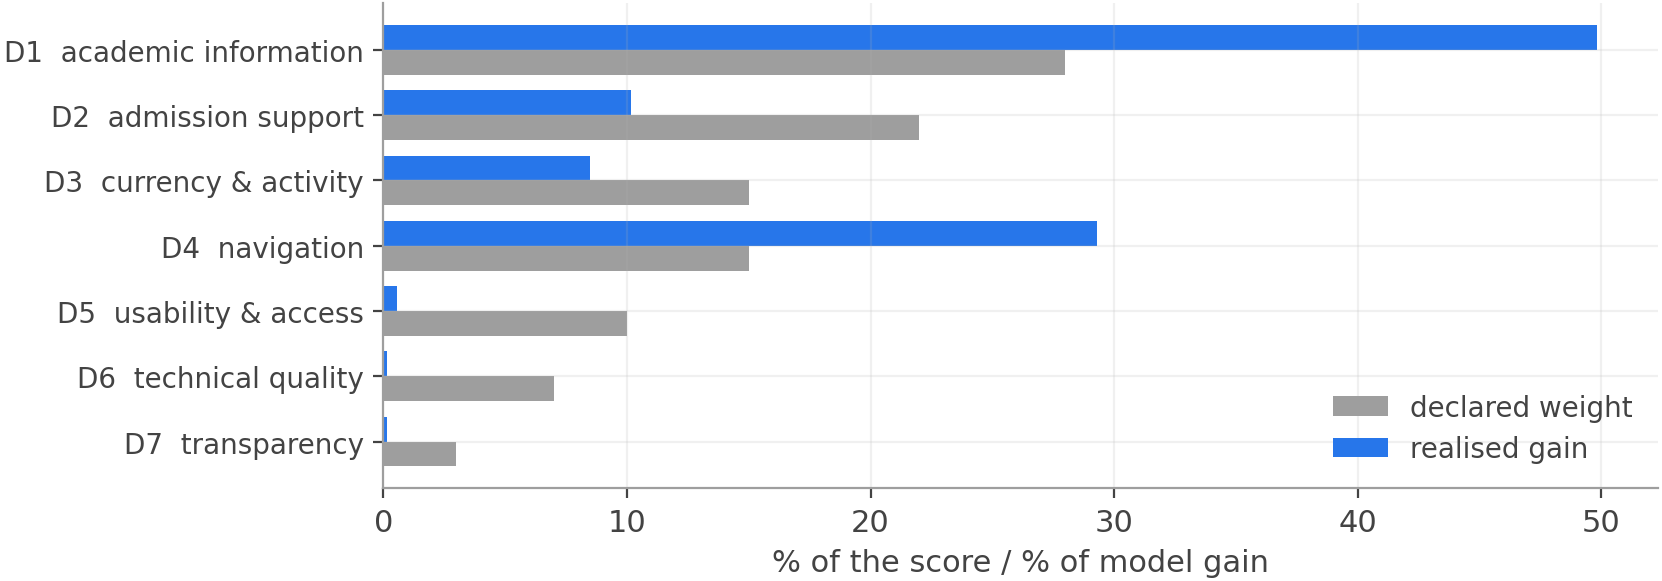 D1 academic information
D2 admission support
D3 currency & activity
D4 navigation
D5 usability & access
D6 technical quality
D7 transparency
declared weight
realised gain
0 10 20 30 40 50
% of the score / % of model gain